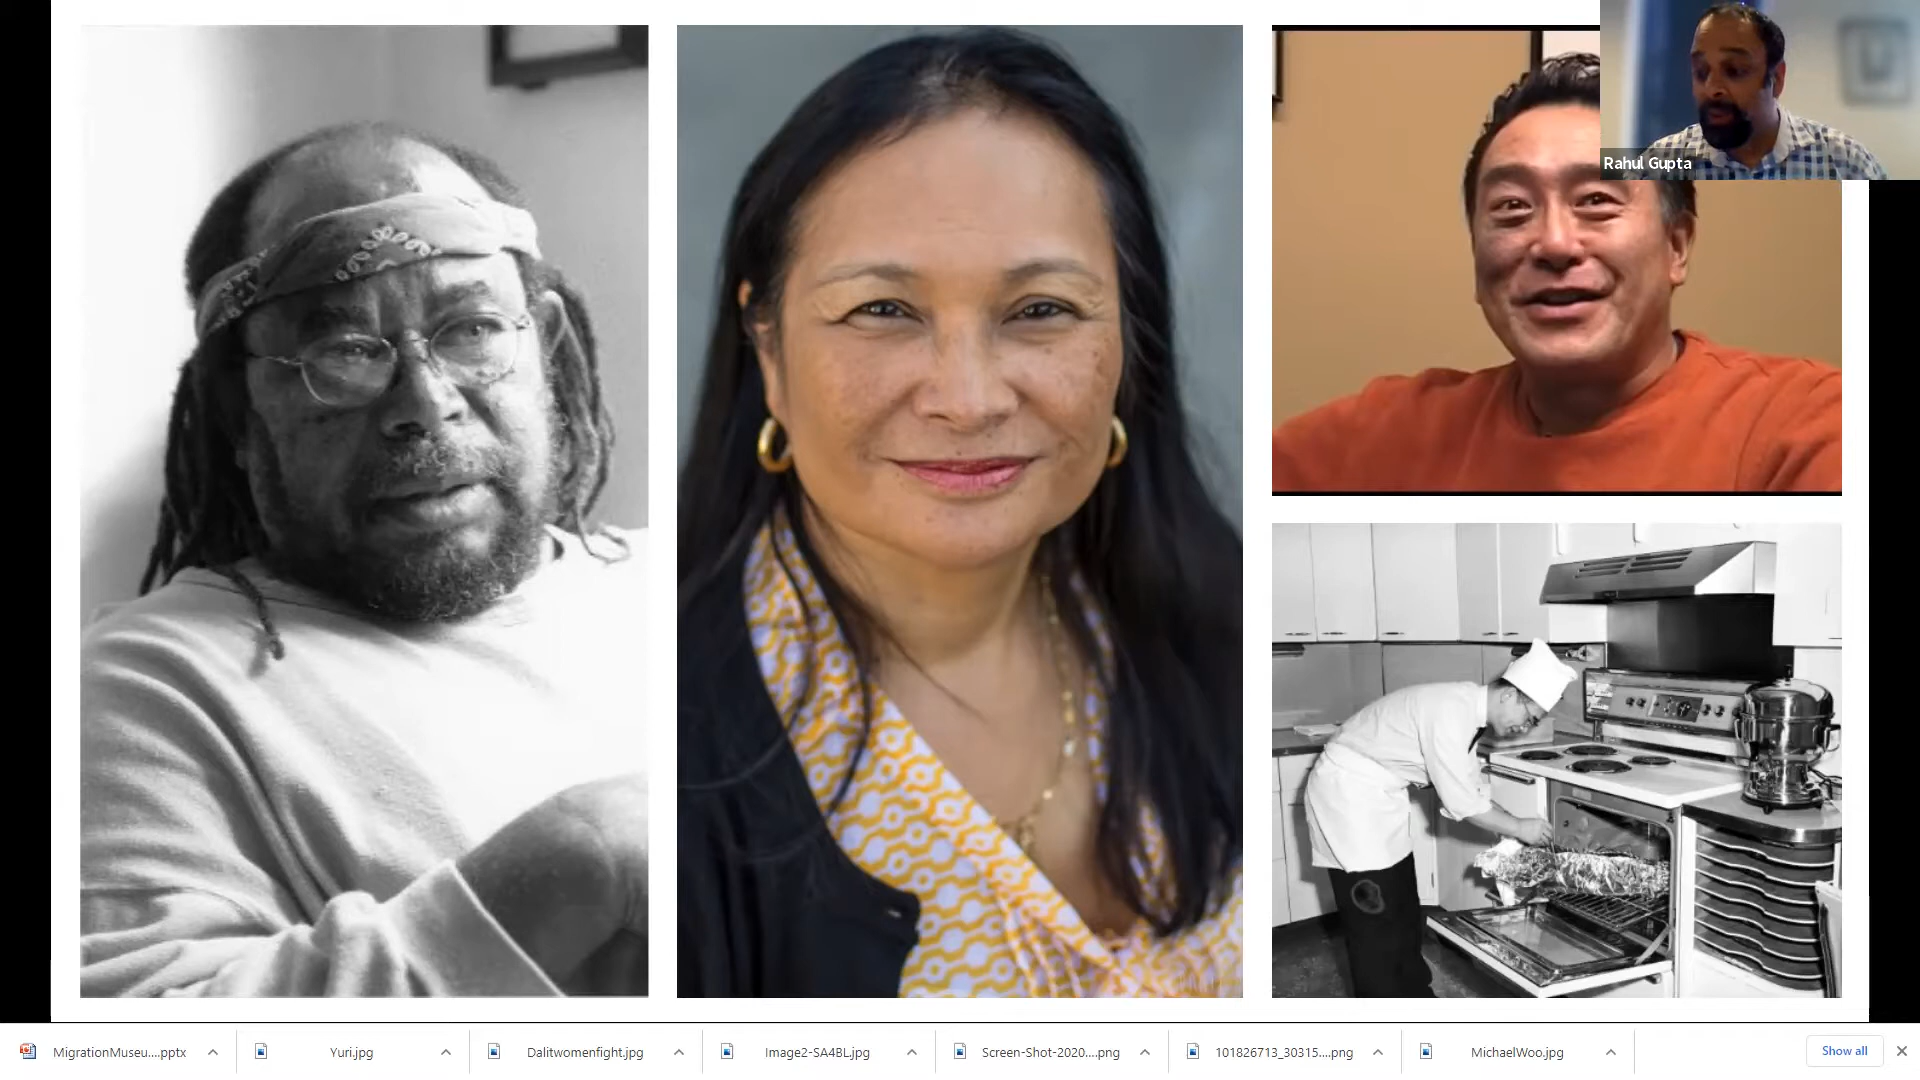 Rahul Gupta
MigrationMuseu....pptx
Yuri.jpg
Dalitwomenfight.jpg
Image2-SA4BL.jpg
Screen-Shot-2020....png
101826713_30315....png
MichaelWoo.jpg
Show all